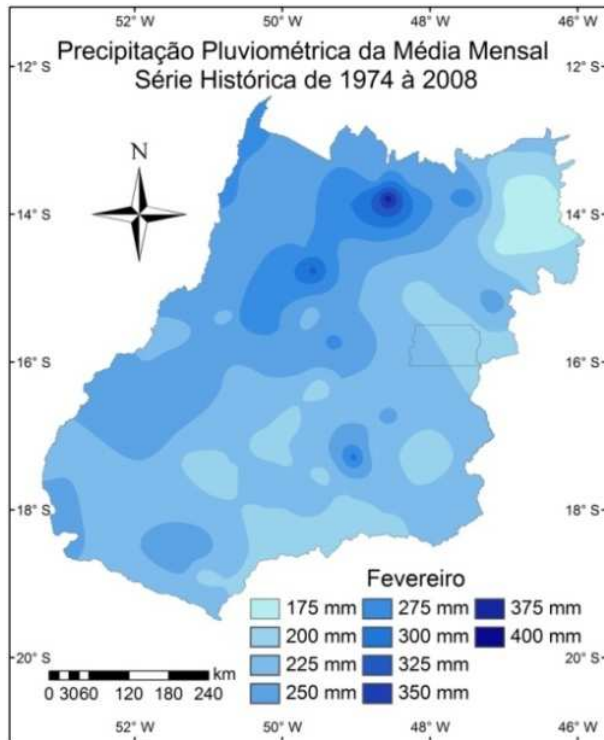 52° W 50° W 48° W 46° W
Precipitação Pluviométrica da Média Mensal
Série Histórica de 1974 à 2008
12° S 12° S
N
14° S 14° S
16° S 16° S
18° S 18° S
Fevereiro
175 mm 275 mm 375 mm
200 mm 300 mm 400 mm
225 mm 325 mm
250 mm 350 mm
20° S 20° S
km
0 30 60 120 180 240
52° W 50° W 48° W 46° W